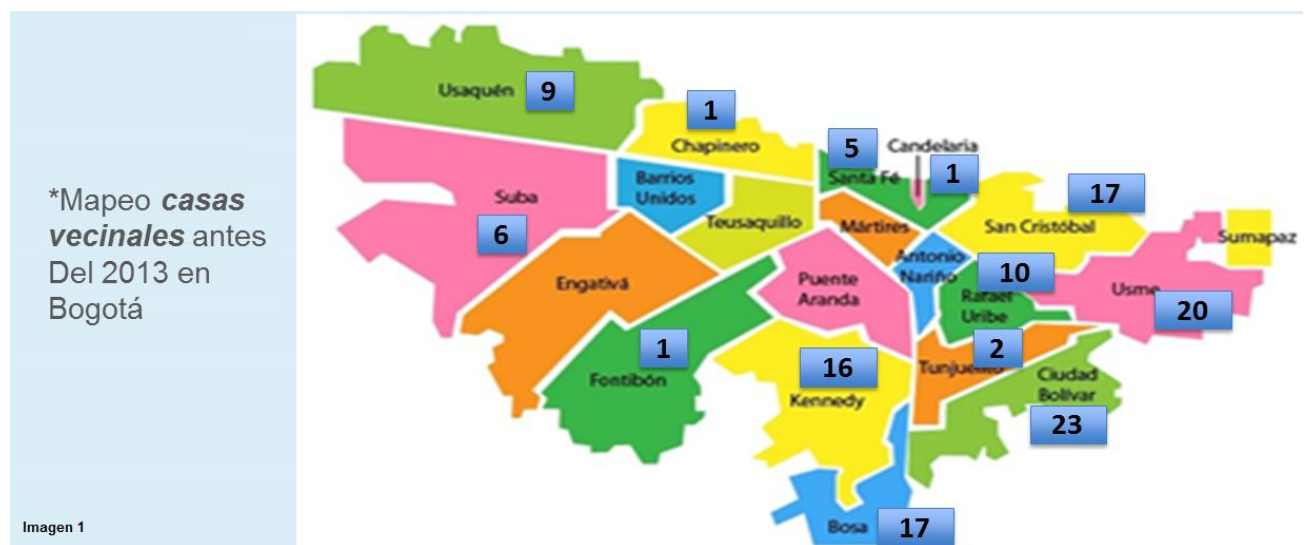 *Mapeo casas
vecinales antes
Del 2013 en
Bogotá
Imagen 1
Usaquén 9
1
Chapinero
5
Candelaria
Santa Fé 1
17
San Cristóbal
Sumapaz
Suba
6
Barrios
Unidos
Teusaquillo
Mártires
Antonio
Nariño
10
Rafael
Uribe
Usme
20
Engativá
Puente
Aranda
1
Fontibón
16
Kennedy
2
Tunjuelito
Ciudad
Bolívar
23
Bosa 17